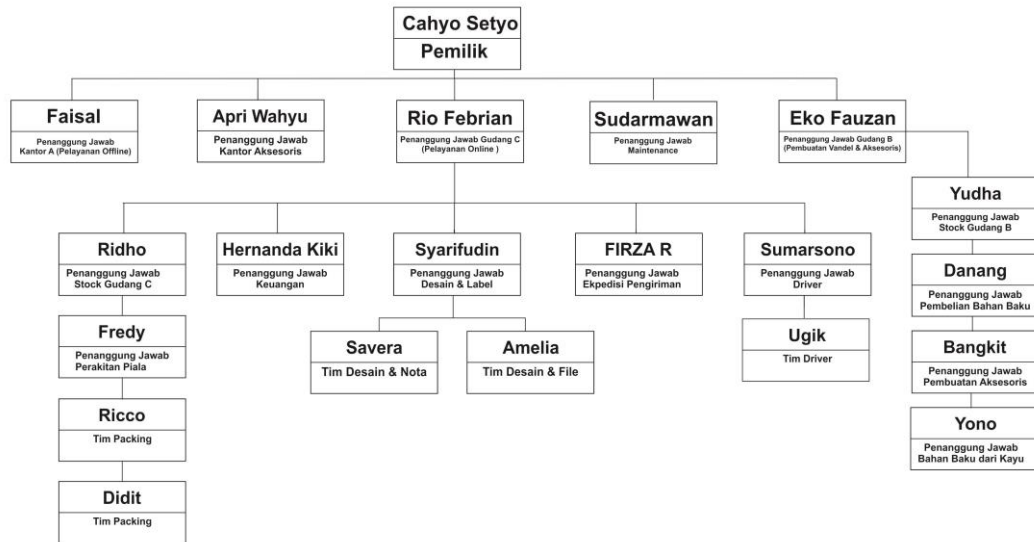 Cahyo Setyo
Pemilik
Faisal
Penanggung Jawab
Kantor A (Pelayanan Offline)
Apri Wahyu
Penanggung Jawab
Kantor Aksesoris
Rio Febrian
Penanggung Jawab Gudang C
(Pelayanan Online )
Sudarmawan
Penanggung Jawab
Maintenance
Eko Fauzan
Penanggung Jawab Gudang B
(Pembuatan Vandel & Aksesoris)
Ridho
Penanggung Jawab
Stock Gudang C
Hernanda Kiki
Penanggung Jawab
Keuangan
Syarifudin
Penanggung Jawab
Desain & Label
FIRZA R
Penanggung Jawab
Ekpedisi Pengiriman
Sumarsono
Penanggung Jawab
Driver
Yudha
Penanggung Jawab
Stock Gudang B
Danang
Penanggung Jawab
Pembelian Bahan Baku
Fredy
Penanggung Jawab
Perakitan Piala
Savera
Tim Desain & Nota
Amelia
Tim Desain & File
Ugik
Tim Driver
Bangkit
Penanggung Jawab
Pembuatan Aksesoris
Ricco
Tim Packing
Yono
Penanggung Jawab
Bahan Baku dari Kayu
Didit
Tim Packing